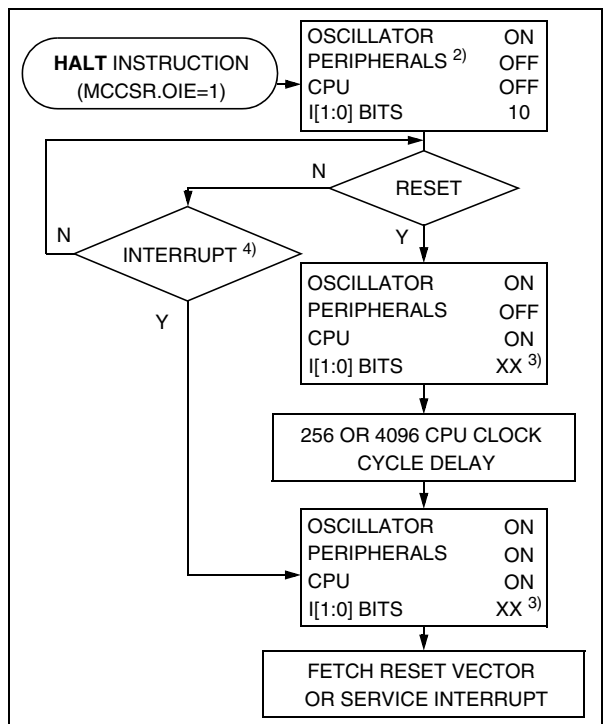 HALT INSTRUCTION
(MCCSR.OIE=1)
OSCILLATOR ON
PERIPHERALS 2) OFF
CPU OFF
I[1:0] BITS 10
RESET
N
Y
INTERRUPT 4)
N
Y
OSCILLATOR ON
PERIPHERALS OFF
CPU ON
I[1:0] BITS XX 3)
256 OR 4096 CPU CLOCK
CYCLE DELAY
OSCILLATOR ON
PERIPHERALS ON
CPU ON
I[1:0] BITS XX 3)
FETCH RESET VECTOR
OR SERVICE INTERRUPT